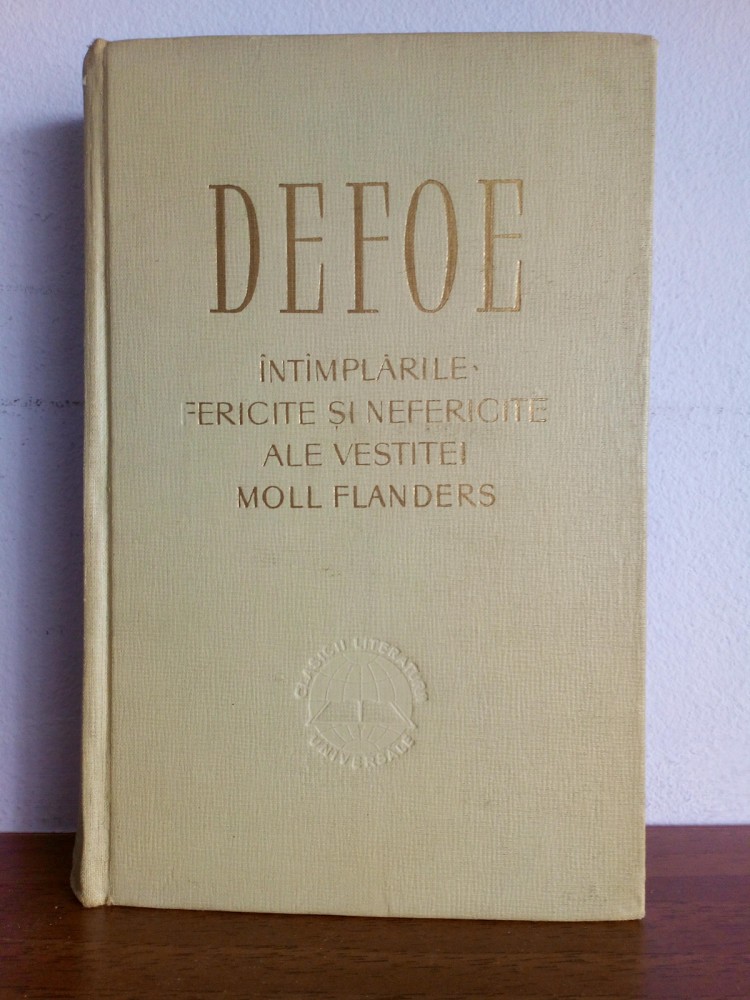 DEFOE
ÎNTÎMPLĂRILE
FERICITE ȘI NEFERICITE
ALE VESTITEI
MOLL FLANDERS
CLASICII LITERATURII
UNIVERSALE